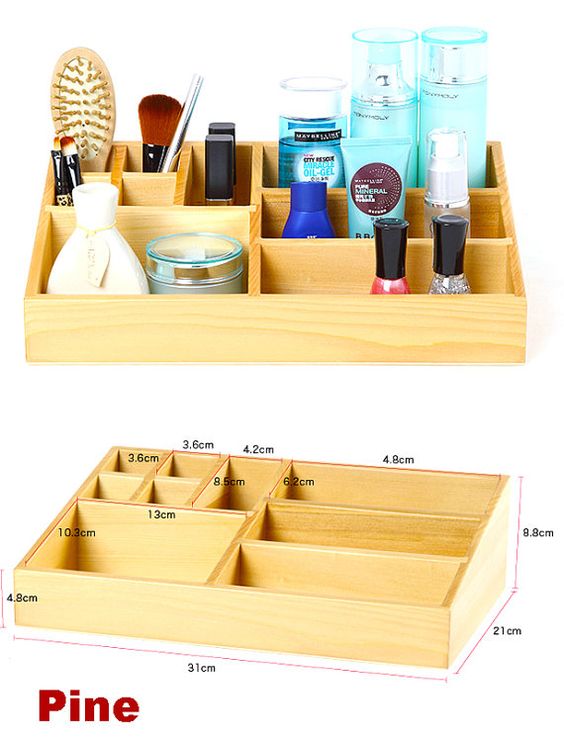 TONYMOLY
TONYMOLY
MAYBELLINE
CITY RESCUE
MIRACLE
OIL-GEL
MAYBELLINE
PURE
MINERAL
B.B
3.6cm
4.2cm
3.6cm
4.8cm
8.5cm
6.2cm
13cm
10.3cm
8.8cm
4.8cm
21cm
31cm
Pine